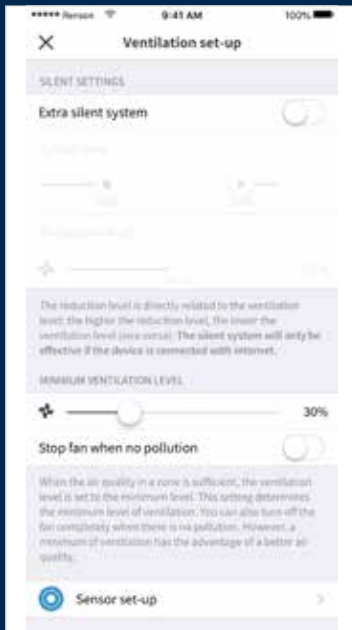 Renson 9:41 AM 100%
Ventilation set-up
SILENT SETTINGS
Extra silent system
The reduction level is directly related to the ventilation
level: the higher the reduction level, the lower the
ventilation level (vice versa). The silent system will only be
effective if the device is connected with internet.
MINIMUM VENTILATION LEVEL
30%
Stop fan when no pollution
When the air quality in a zone is sufficient, the ventilation
level is set to the minimum level. This setting determines
the minimum level of ventilation. You can also turn off the
fan completely when there is no pollution. However, a
minimum of ventilation has the advantage of a better air
quality.
Sensor set-up